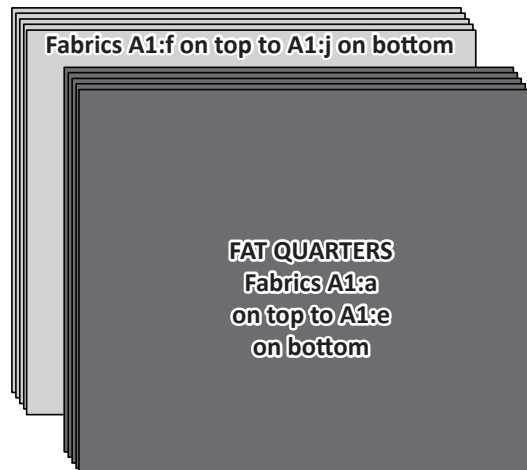 Fabrics A1:f on top to A1:j on bottom
FAT QUARTERS
Fabrics A1:a
on top to A1:e
on bottom